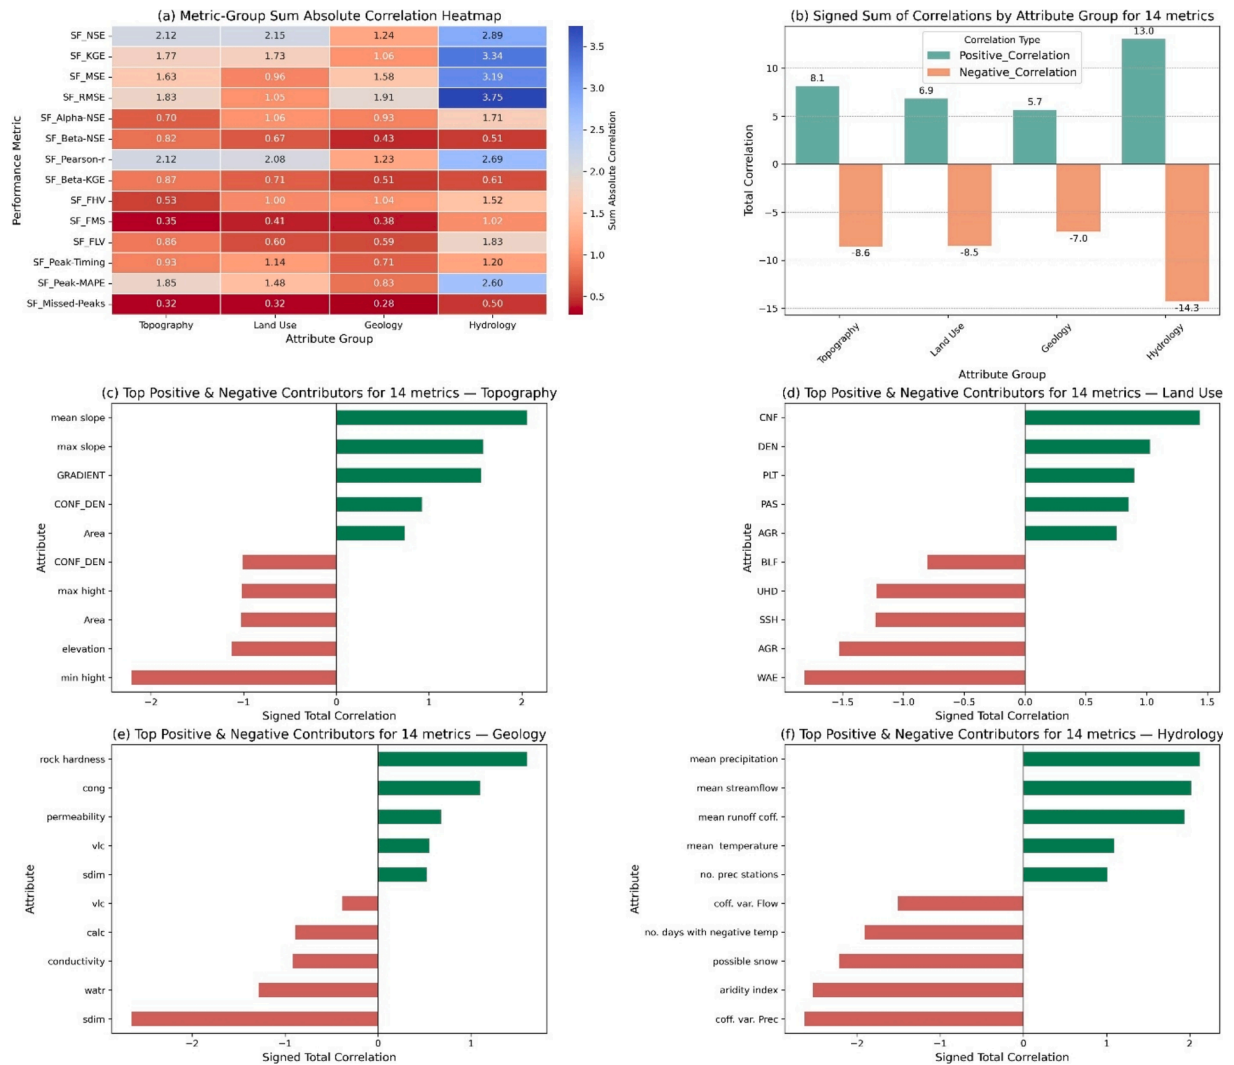 (a) Metric-Group Sum Absolute Correlation Heatmap
Performance Metric
SF_NSE 2.12 2.15 1.24 2.89
SF_KGE 1.77 1.73 1.06 3.34
SF_MSE 1.63 0.96 1.58 3.19
SF_RMSE 1.83 1.05 1.91 3.75
SF_Alpha-NSE 0.70 1.06 0.93 1.71
SF_Beta-NSE 0.82 0.67 0.43 0.51
SF_Pearson-r 2.12 2.08 1.23 2.69
SF_Beta-KGE 0.87 0.71 0.51 0.61
SF_FHV 0.53 1.00 1.04 1.52
SF_FMS 0.35 0.41 0.38 1.02
SF_FLV 0.86 0.60 0.59 1.83
SF_Peak-Timing 0.93 1.14 0.71 1.20
SF_Peak-MAPE 1.85 1.48 0.83 2.60
SF_Missed-Peaks 0.32 0.32 0.28 0.50
Topography Land Use Geology Hydrology
Attribute Group
3.5
3.0
2.5
2.0
1.5
1.0
0.5
Sum Absolute Correlation
(b) Signed Sum of Correlations by Attribute Group for 14 metrics
Correlation Type
Positive_Correlation
Negative_Correlation
Total Correlation
10
5
0
−5
−10
−15
8.1
6.9
5.7
13.0
-8.6
-8.5
-7.0
-14.3
Topography
Land Use
Geology
Hydrology
Attribute Group
(c) Top Positive & Negative Contributors for 14 metrics — Topography
Attribute
mean slope
max slope
GRADIENT
CONF_DEN
Area
CONF_DEN
max hight
Area
elevation
min hight
−2 −1 0 1 2
Signed Total Correlation
(d) Top Positive & Negative Contributors for 14 metrics — Land Use
Attribute
CNF
DEN
PLT
PAS
AGR
BLF
UHD
SSH
AGR
WAE
−1.5 −1.0 −0.5 0.0 0.5 1.0 1.5
Signed Total Correlation
(e) Top Positive & Negative Contributors for 14 metrics — Geology
Attribute
rock hardness
cong
permeability
vlc
sdim
vlc
calc
conductivity
watr
sdim
−2 −1 0 1
Signed Total Correlation
(f) Top Positive & Negative Contributors for 14 metrics — Hydrology
Attribute
mean precipitation
mean streamflow
mean runoff coff.
mean temperature
no. prec stations
coff. var. Flow
no. days with negative temp
possible snow
aridity index
coff. var. Prec
−2 −1 0 1 2
Signed Total Correlation